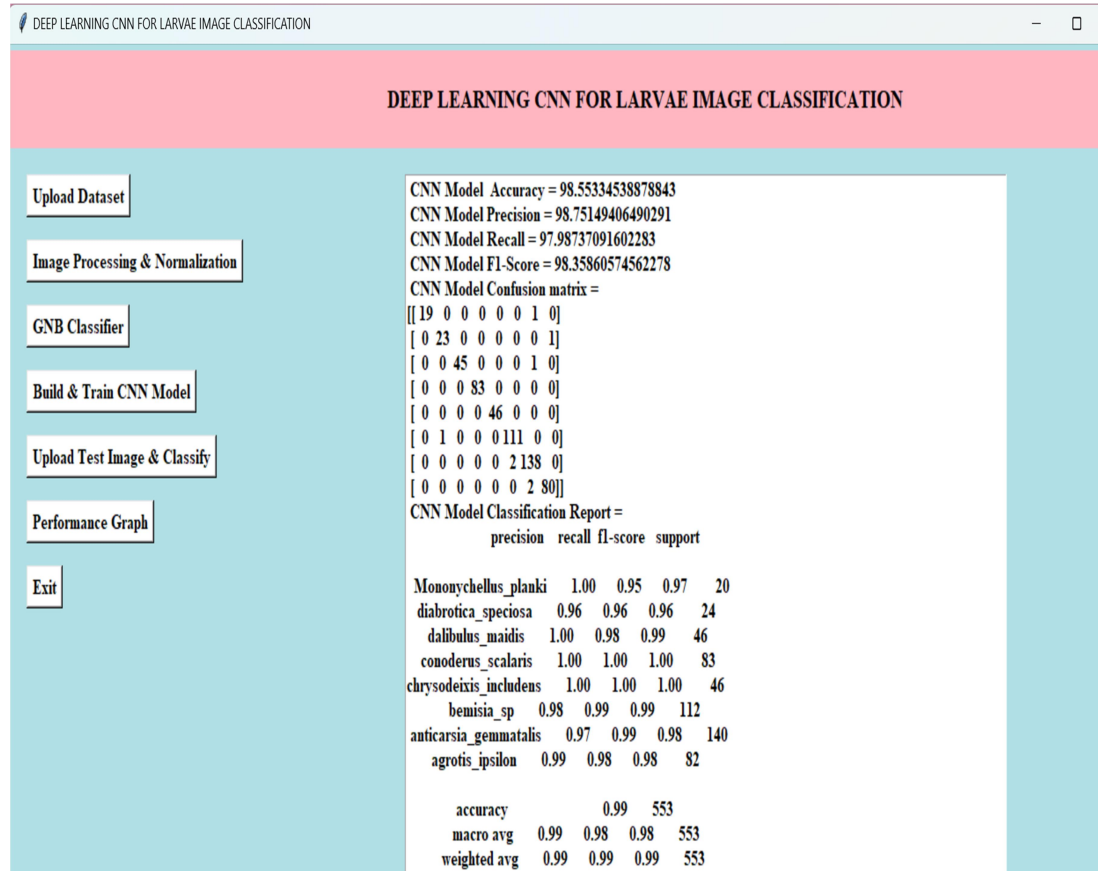 DEEP LEARNING CNN FOR LARVAE IMAGE CLASSIFICATION
DEEP LEARNING CNN FOR LARVAE IMAGE CLASSIFICATION
Upload Dataset
Image Processing & Normalization
GNB Classifier
Build & Train CNN Model
Upload Test Image & Classify
Performance Graph
Exit
CNN Model  Accuracy = 98.55334538878843
CNN Model Precision = 98.75149406490291
CNN Model Recall = 97.98737091602283
CNN Model F1-Score = 98.35860574562278
CNN Model Confusion matrix =
[[ 19  0  0  0  0  0  1  0]
[  0 23  0  0  0  0  0  1]
[  0  0 45  0  0  0  1  0]
[  0  0  0 83  0  0  0  0]
[  0  0  0  0 46  0  0  0]
[  0  1  0  0  0 111  0  0]
[  0  0  0  0  0  2 138  0]
[  0  0  0  0  0  0  2 80]]
CNN Model Classification Report =
precision  recall  f1-score  support
Mononychellus_planki  1.00  0.95  0.97  20
diabrotica_speciosa  0.96  0.96  0.96  24
dalibulus_maidis  1.00  0.98  0.99  46
conoderus_scalaris  1.00  1.00  1.00  83
chrysodeixis_includens  1.00  1.00  1.00  46
bemisia_sp  0.98  0.99  0.99  112
anticarsia_gemmatalis  0.97  0.99  0.98  140
agrotis_ipsilon  0.99  0.98  0.98  82
accuracy  0.99  553
macro avg  0.99  0.98  0.98  553
weighted avg  0.99  0.99  0.99  553